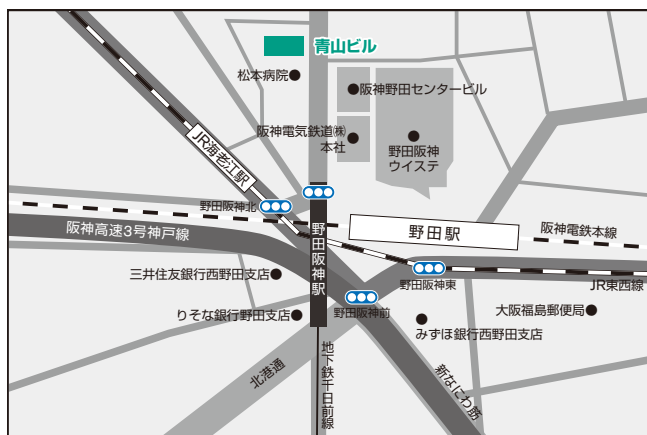 青山ビル
松本病院
阪神野田センタービル
阪神電気鉄道㈱
本社
野田阪神
ウイステ
JR海老江駅
野田阪神北
野田駅
阪神電鉄本線
阪神高速3号神戸線
野田阪神駅
三井住友銀行西野田支店
野田阪神東
JR東西線
りそな銀行野田支店
野田阪神前
大阪福島郵便局
みずほ銀行西野田支店
北港通
地下鉄千日前線
新なにわ筋